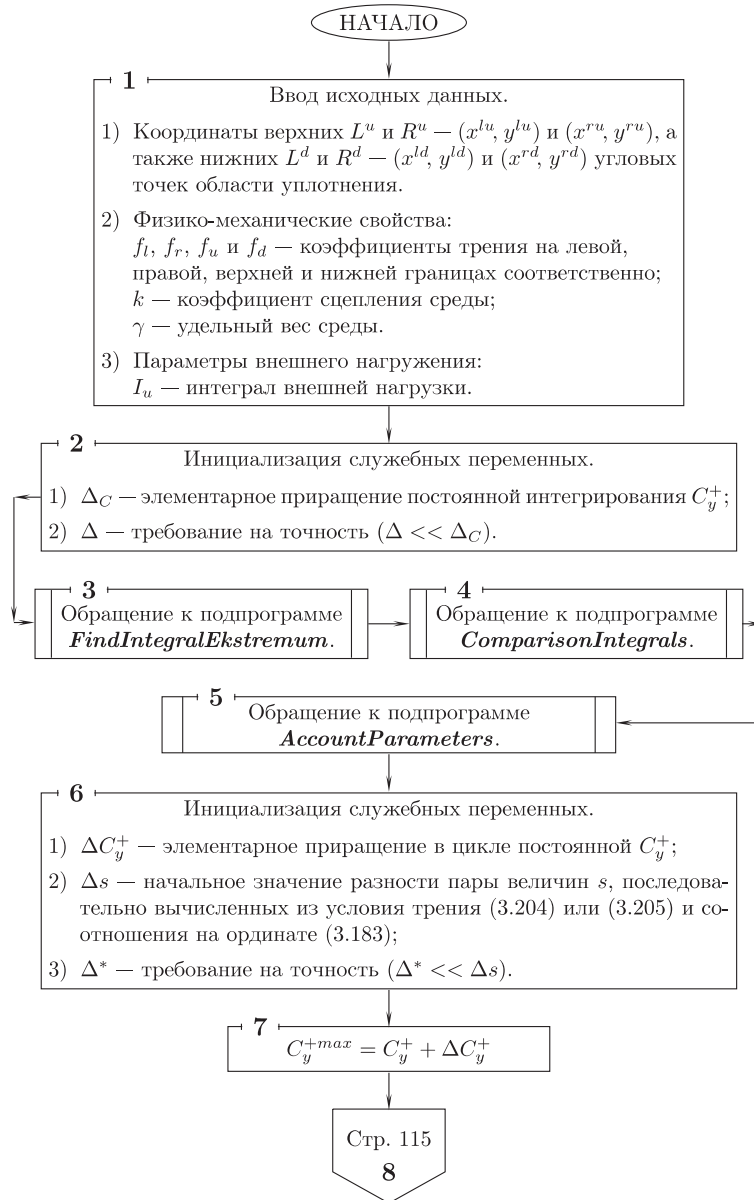 НАЧАЛО
1
Ввод исходных данных.
1) Координаты верхних L^u и R^u — (x^{lu}, y^{lu}) и (x^{ru}, y^{ru}), а
также нижних L^d и R^d — (x^{ld}, y^{ld}) и (x^{rd}, y^{rd}) угловых
точек области уплотнения.
2) Физико-механические свойства:
f_l, f_r, f_u и f_d — коэффициенты трения на левой,
правой, верхней и нижней границах соответственно;
k — коэффициент сцепления среды;
γ — удельный вес среды.
3) Параметры внешнего нагружения:
I_u — интеграл внешней нагрузки.
2
Инициализация служебных переменных.
1) Δ_C — элементарное приращение постоянной интегрирования C_y^+;
2) Δ — требование на точность (Δ << Δ_C).
3
Обращение к подпрограмме
FindIntegralEkstremum.
4
Обращение к подпрограмме
ComparisonIntegrals.
5
Обращение к подпрограмме
AccountParameters.
6
Инициализация служебных переменных.
1) ΔC_y^+ — элементарное приращение в цикле постоянной C_y^+;
2) Δs — начальное значение разности пары величин s, последова-
тельно вычисленных из условия трения (3.204) или (3.205) и со-
отношения на ординате (3.183);
3) Δ* — требование на точность (Δ* << Δs).
7
C_y^{+max} = C_y^+ + ΔC_y^+
Стр. 115
8